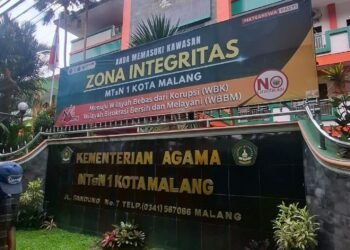 ANDA MEMASUKI KAWASAN
ZONA INTEGRITAS
MTsN 1 KOTA MALANG
Menuju Wilayah Bebas dari Korupsi (WBK)
Wilayah Birokrasi Bersih dan Melayani (WBBM)
NO
KEMENTERIAN AGAMA
MTsN 1 KOTA MALANG
JL. BANDUNG No. 7 TELP. (0341) 567086 MALANG